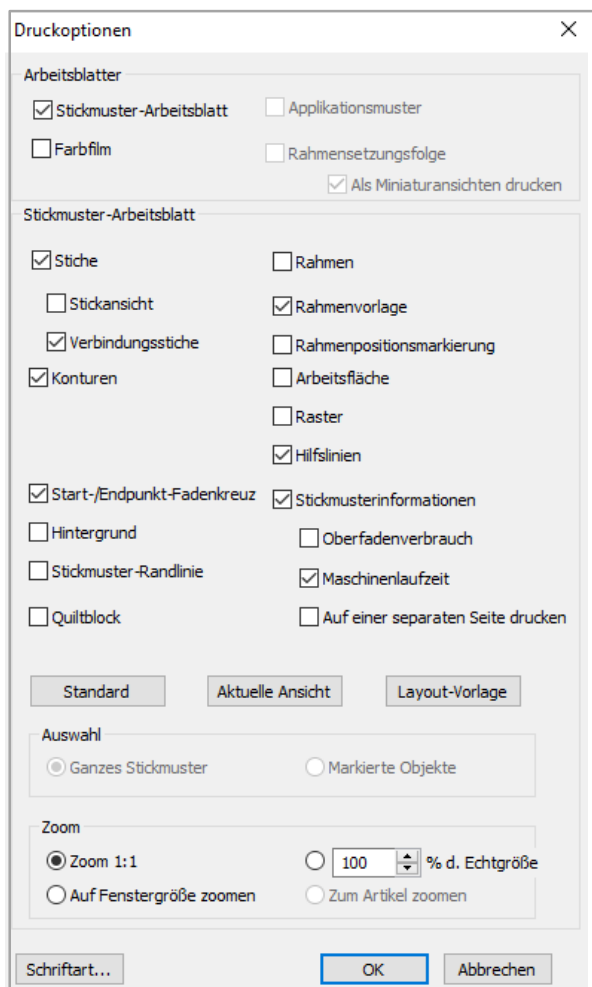 Druckoptionen
Arbeitsblatter
Stickmuster-Arbeitsblatt
Applikationsmuster
Farbfilm
Rahmensetzungsfolge
Als Miniaturansichten drucken
Stickmuster-Arbeitsblatt
Stiche
Rahmen
Stickansicht
Rahmenvorlage
Verbindungsstiche
Rahmenpositionsmarkierung
Konturen
Arbeitsfläche
Raster
Hilfslinien
Start-/Endpunkt-Fadenkreuz
Stickmusterinformationen
Hintergrund
Oberfadenverbrauch
Stickmuster-Randlinie
Maschinenlaufzeit
Quiltblock
Auf einer separaten Seite drucken
Standard
Aktuelle Ansicht
Layout-Vorlage
Auswahl
Ganzes Stickmuster
Markierte Objekte
Zoom
Zoom 1:1
100 % d. Echtgröße
Auf Fenstergröße zoomen
Zum Artikel zoomen
Schriftart...
OK
Abbrechen